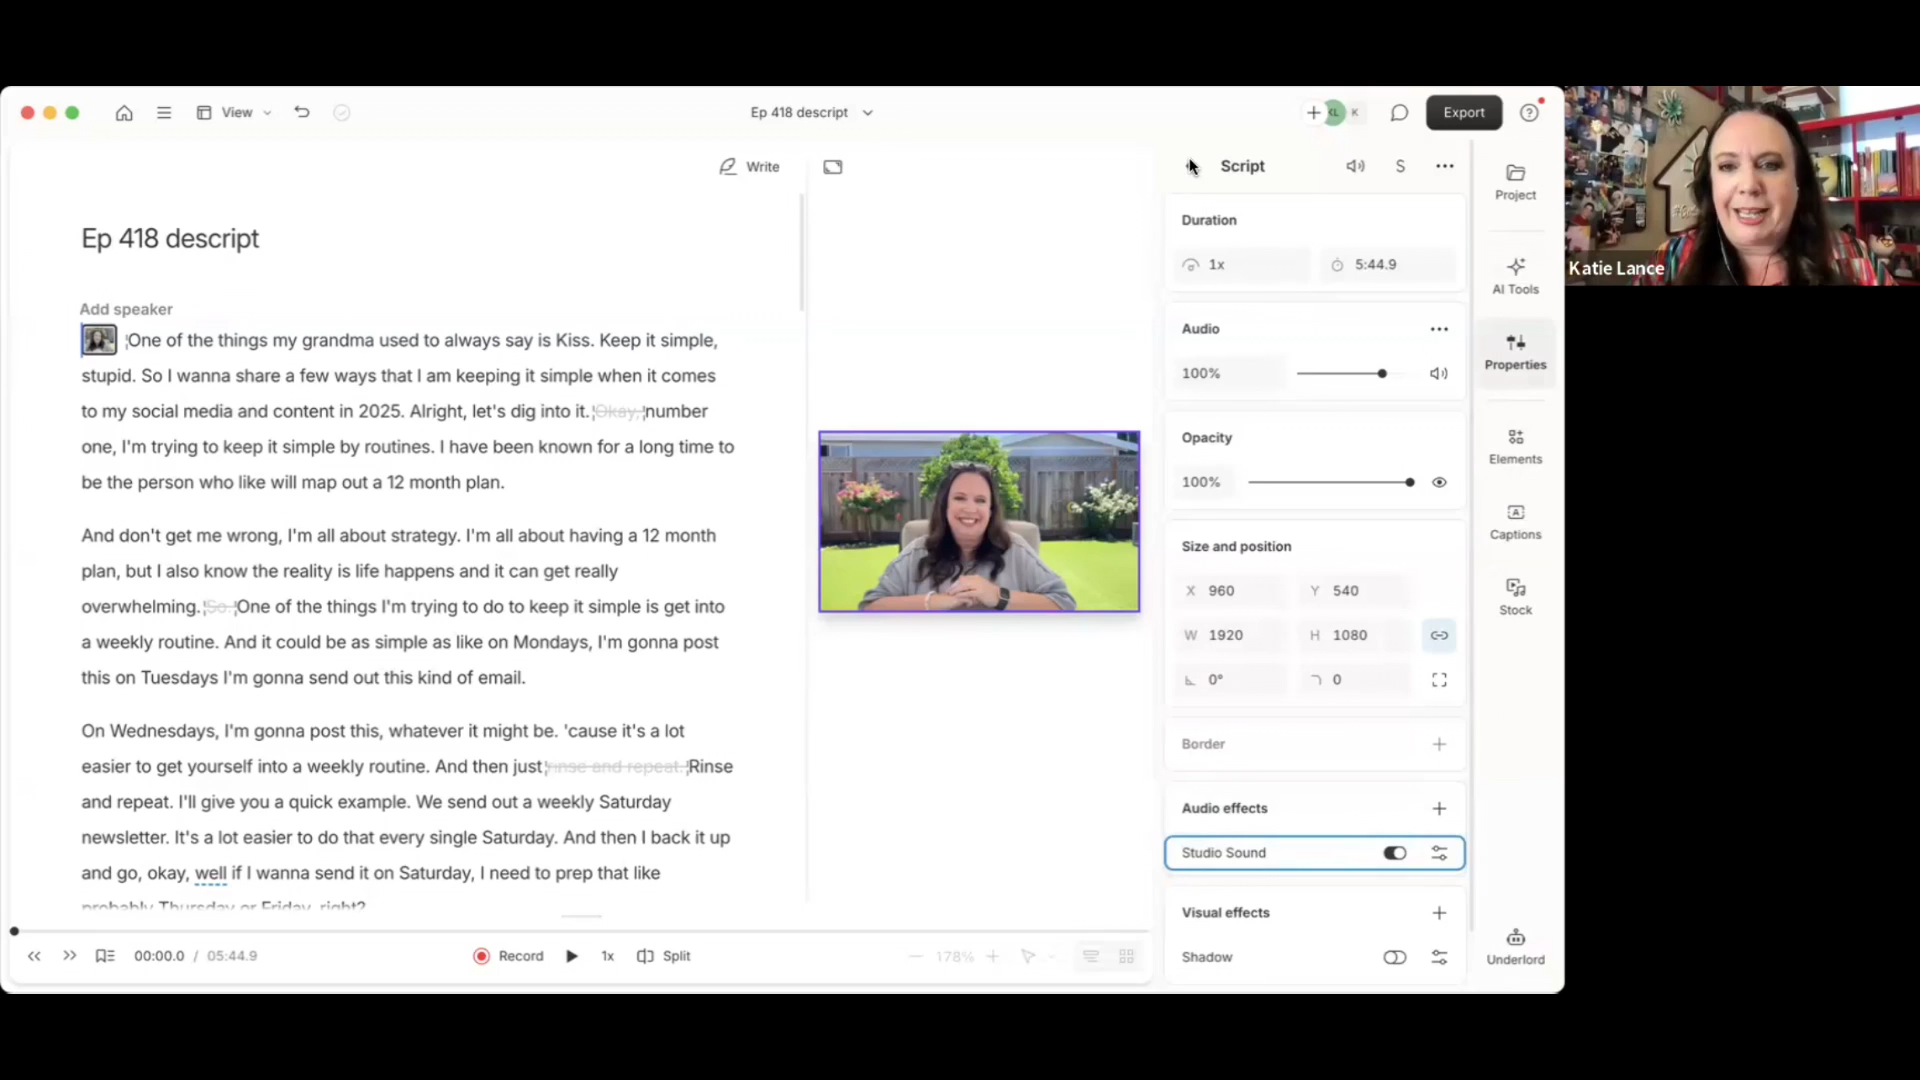 View
Ep 418 descript
KL
K
Export
Write
Script
S
Project
Ep 418 descript
Duration
1x
5:44.9
Add speaker
One of the things my grandma used to always say is Kiss. Keep it simple,
stupid. So I wanna share a few ways that I am keeping it simple when it comes
to my social media and content in 2025. Alright, let's dig into it. Okay, number
one, I'm trying to keep it simple by routines. I have been known for a long time to
be the person who like will map out a 12 month plan.
And don't get me wrong, I'm all about strategy. I'm all about having a 12 month
plan, but I also know the reality is life happens and it can get really
overwhelming. So. One of the things I'm trying to do to keep it simple is get into
a weekly routine. And it could be as simple as like on Mondays, I'm gonna post
this on Tuesdays I'm gonna send out this kind of email.
On Wednesdays, I'm gonna post this, whatever it might be. 'cause it's a lot
easier to get yourself into a weekly routine. And then just rinse and repeat. Rinse
and repeat. I'll give you a quick example. We send out a weekly Saturday
newsletter. It's a lot easier to do that every single Saturday. And then I back it up
and go, okay, well if I wanna send it on Saturday, I need to prep that like
probably Thursday or Friday, right?
Audio
100%
Opacity
100%
Size and position
X 960
Y 540
W 1920
H 1080
0°
0
Border
Audio effects
Studio Sound
Visual effects
Shadow
AI Tools
Properties
Elements
Captions
Stock
Underlord
00:00.0 / 05:44.9
Record
1x
Split
178%
Katie Lance